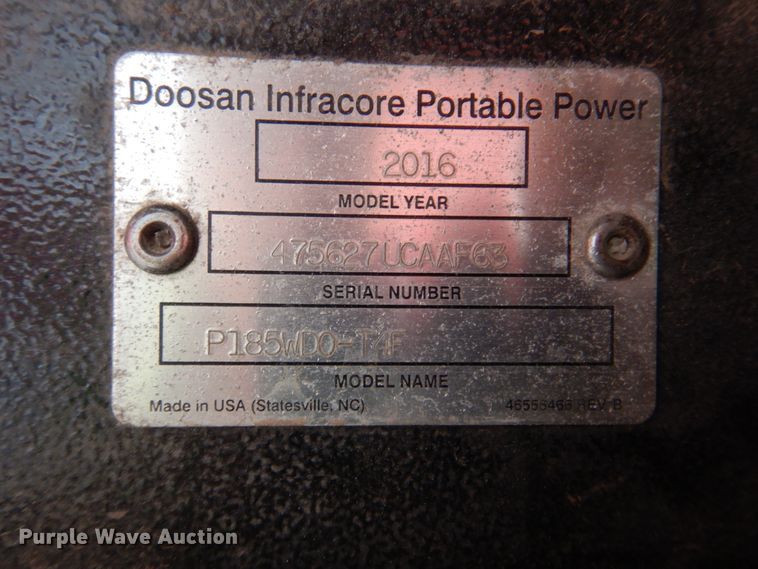 Doosan Infracore Portable Power
2016
MODEL YEAR
475627UCAAF63
SERIAL NUMBER
P185WDO-T4F
MODEL NAME
Made in USA (Statesville, NC)
REV B
Purple Wave Auction